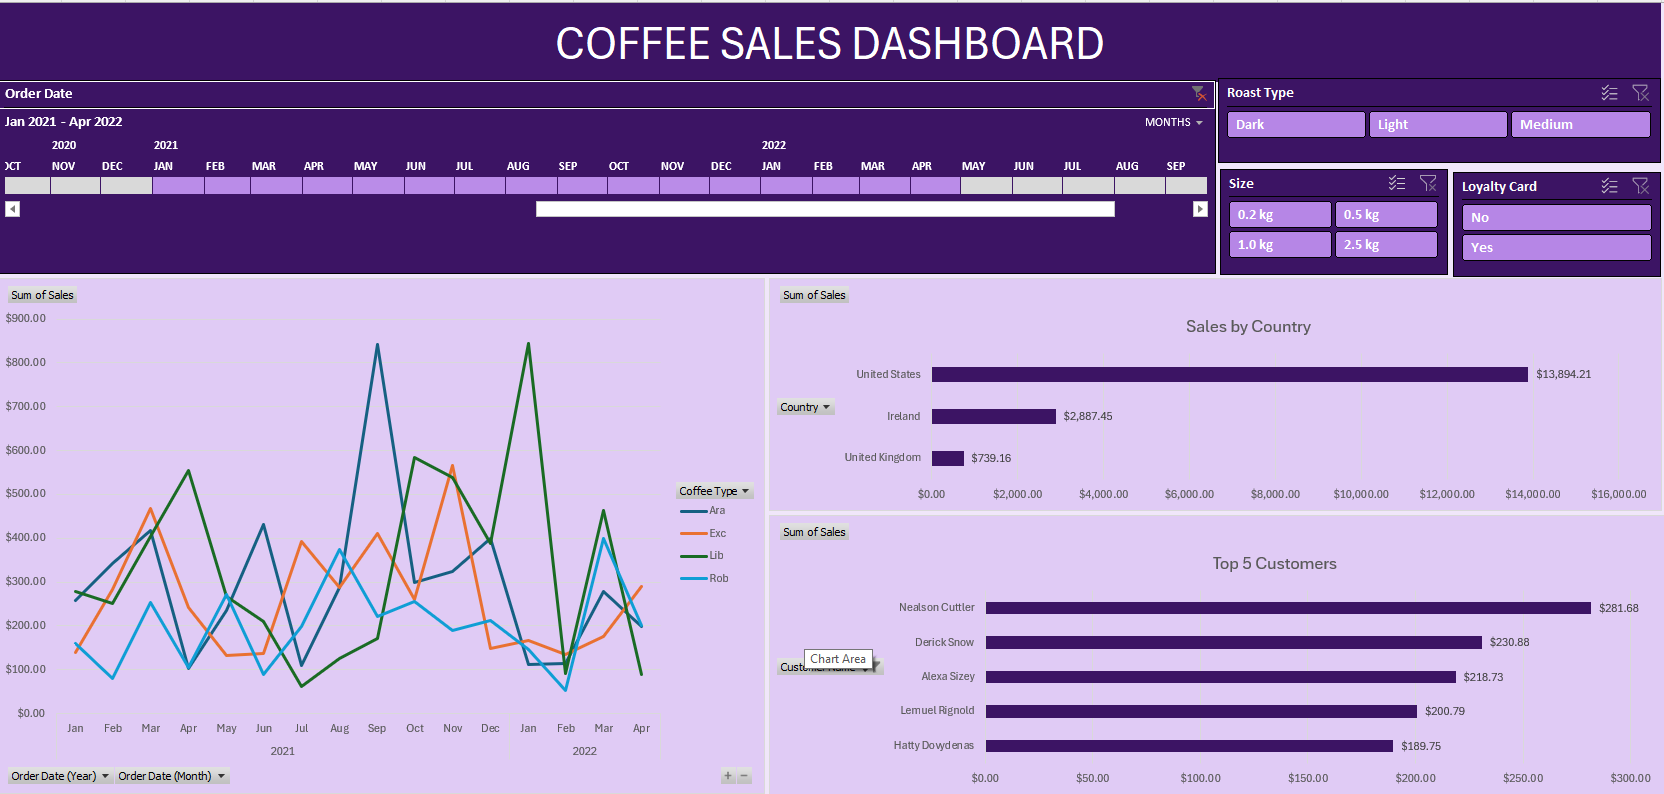 COFFEE SALES DASHBOARD
Order Date
Jan 2021 - Apr 2022
MONTHS
2020 2021 2022
OCT NOV DEC JAN FEB MAR APR MAY JUN JUL AUG SEP OCT NOV DEC JAN FEB MAR APR MAY JUN JUL AUG SEP
Roast Type
Dark Light Medium
Size
0.2 kg 0.5 kg
1.0 kg 2.5 kg
Loyalty Card
No
Yes
Sum of Sales
$900.00
$800.00
$700.00
$600.00
$500.00
$400.00
$300.00
$200.00
$100.00
$0.00
Jan Feb Mar Apr May Jun Jul Aug Sep Oct Nov Dec Jan Feb Mar Apr
2021 2022
Coffee Type
Ara
Exc
Lib
Rob
Order Date (Year) Order Date (Month)
+ −
Sum of Sales
Sales by Country
Country
United States $13,894.21
Ireland $2,887.45
United Kingdom $739.16
$0.00 $2,000.00 $4,000.00 $6,000.00 $8,000.00 $10,000.00 $12,000.00 $14,000.00 $16,000.00
Sum of Sales
Top 5 Customers
Chart Area
Customer Name
Nealson Cuttler $281.68
Derick Snow $230.88
Alexa Sizey $218.73
Lemuel Rignold $200.79
Hatty Dovydenas $189.75
$0.00 $50.00 $100.00 $150.00 $200.00 $250.00 $300.00